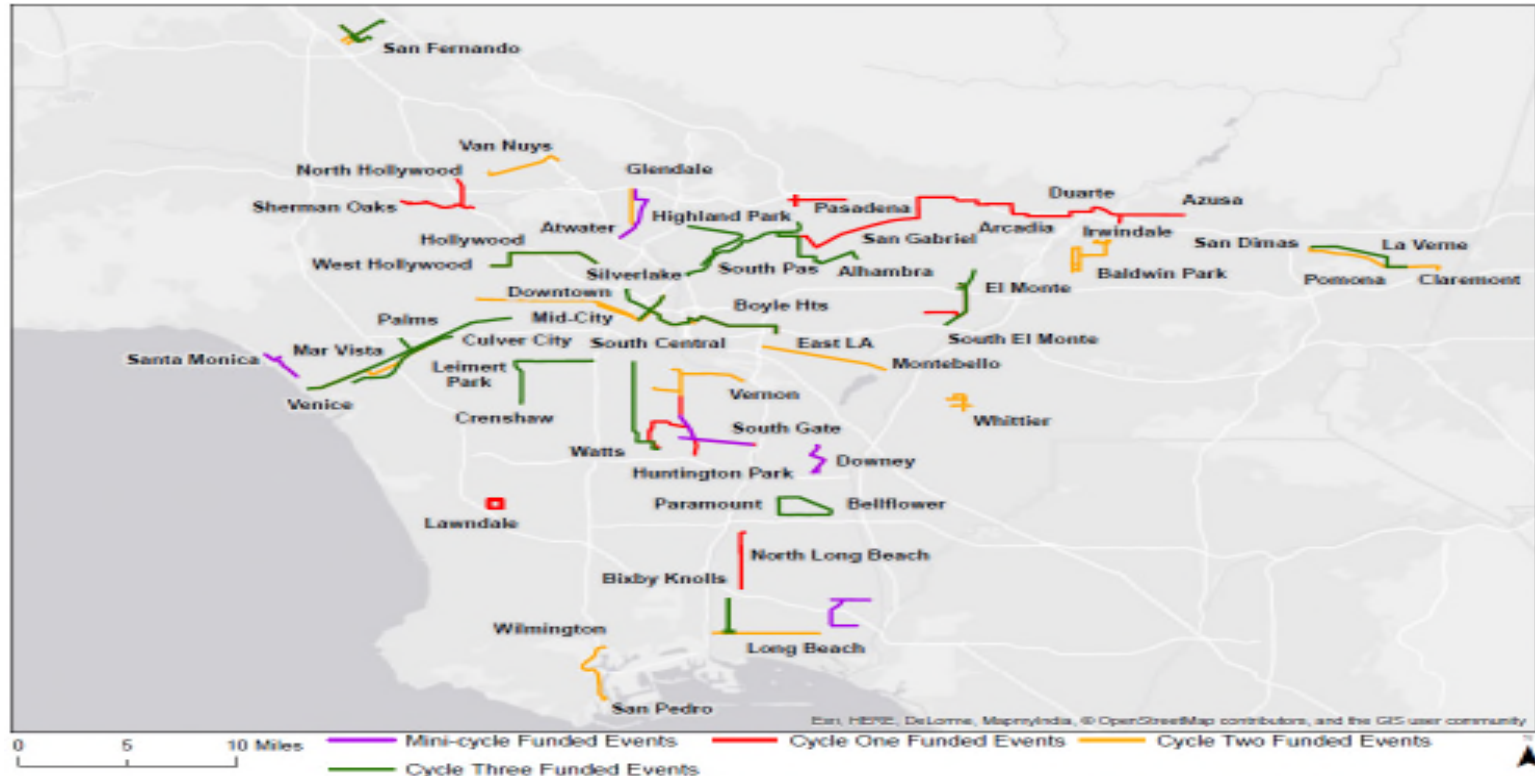 San Fernando
Van Nuys
North Hollywood
Glendale
Sherman Oaks
Pasadena
Duarte
Azusa
Atwater
Highland Park
Arcadia
Irwindale
Hollywood
San Gabriel
San Dimas
La Verne
West Hollywood
Silverlake
South Pas
Alhambra
Baldwin Park
Pomona
Claremont
Downtown
El Monte
Palms
Mid-City
Boyle Hts
Santa Monica
Mar Vista
Culver City
South Central
East LA
South El Monte
Leimert
Park
Montebello
Venice
Crenshaw
Vernon
Whittier
South Gate
Watts
Huntington Park
Downey
Paramount
Bellflower
Lawndale
North Long Beach
Bixby Knolls
Wilmington
Long Beach
San Pedro
Esri, HERE, DeLorme, MapmyIndia, © OpenStreetMap contributors, and the GIS user community
0 5 10 Miles
Mini-cycle Funded Events
Cycle One Funded Events
Cycle Two Funded Events
Cycle Three Funded Events